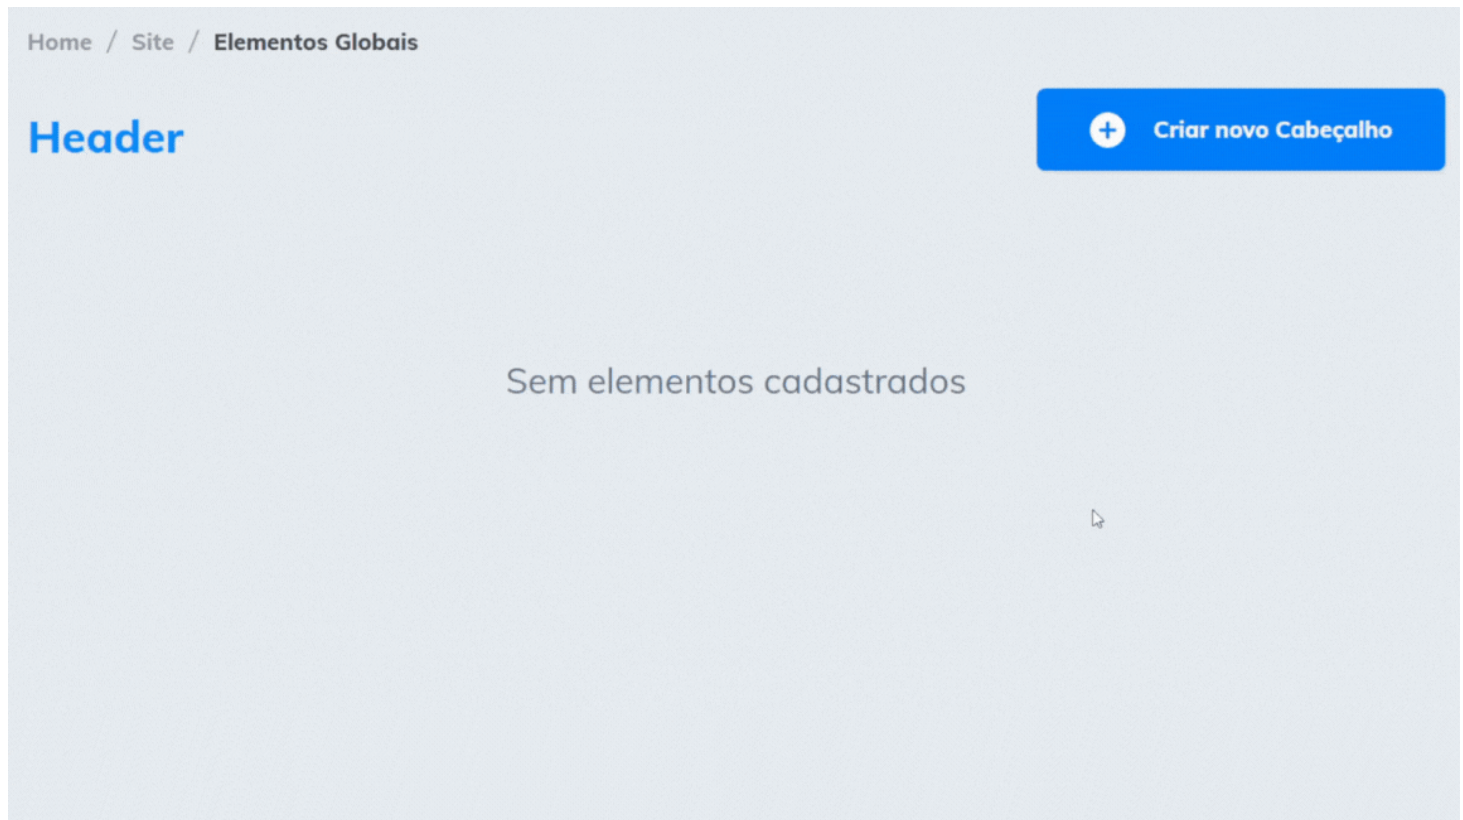 Home / Site / Elementos Globais
Header
Criar novo Cabeçalho
Sem elementos cadastrados